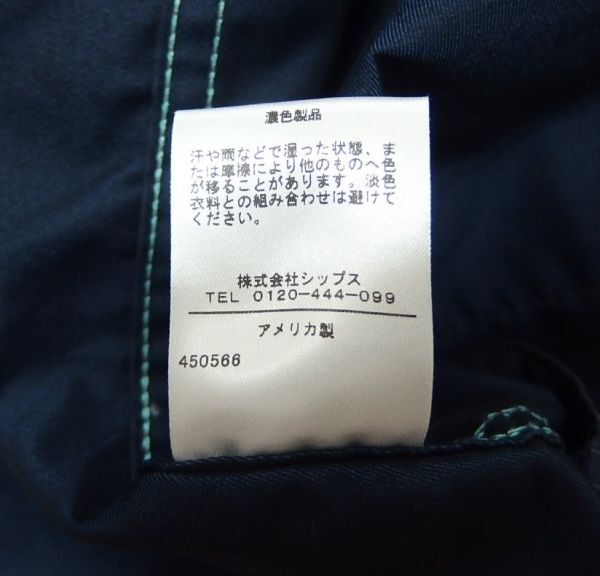 濃色製品
汗や雨などで湿った状態、ま
たは摩擦により他のものへ色
が移ることがあります。淡色
衣料との組み合わせは避けて
ください。
株式会社シップス
TEL 0120-444-099
アメリカ製
450566